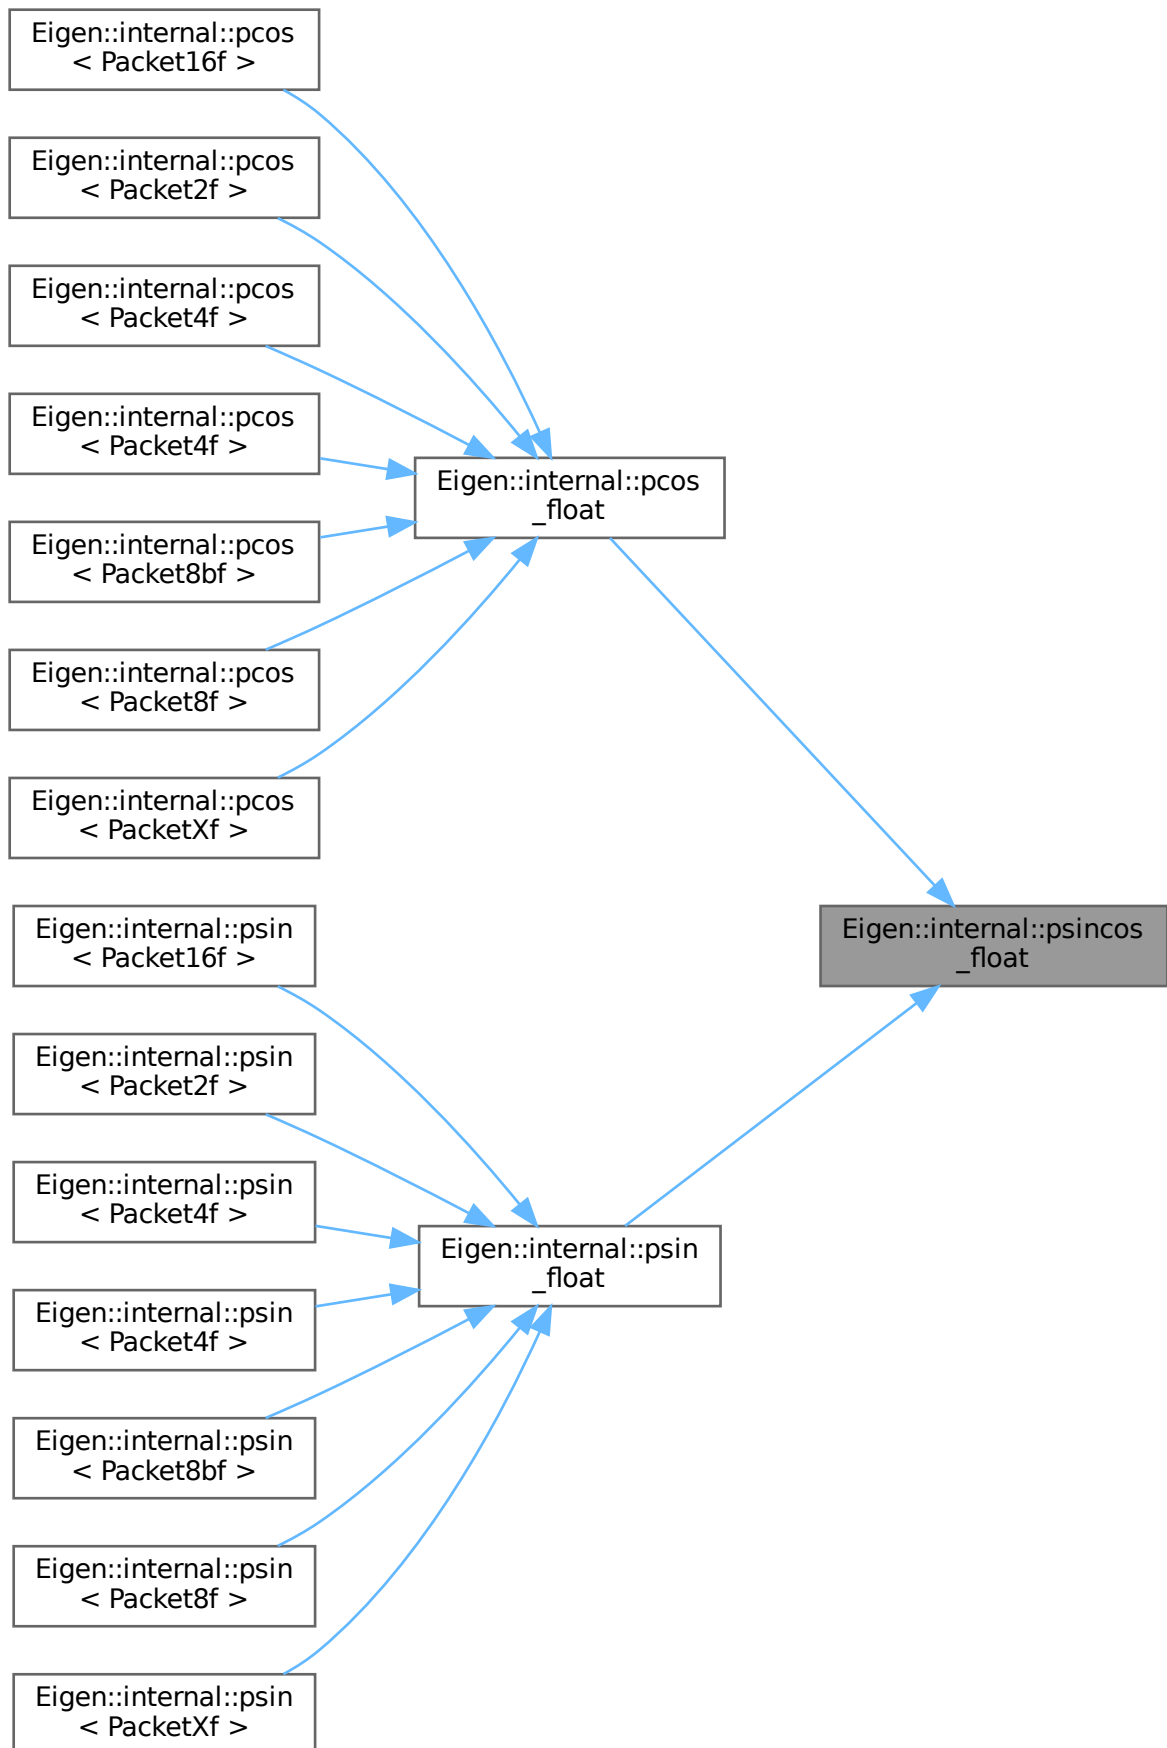 Eigen::internal::pcos
< Packet16f >
Eigen::internal::pcos
< Packet2f >
Eigen::internal::pcos
< Packet4f >
Eigen::internal::pcos
< Packet4f >
Eigen::internal::pcos
< Packet8bf >
Eigen::internal::pcos
< Packet8f >
Eigen::internal::pcos
< PacketXf >
Eigen::internal::pcos
_float
Eigen::internal::psin
< Packet16f >
Eigen::internal::psin
< Packet2f >
Eigen::internal::psin
< Packet4f >
Eigen::internal::psin
< Packet4f >
Eigen::internal::psin
< Packet8bf >
Eigen::internal::psin
< Packet8f >
Eigen::internal::psin
< PacketXf >
Eigen::internal::psin
_float
Eigen::internal::psincos
_float